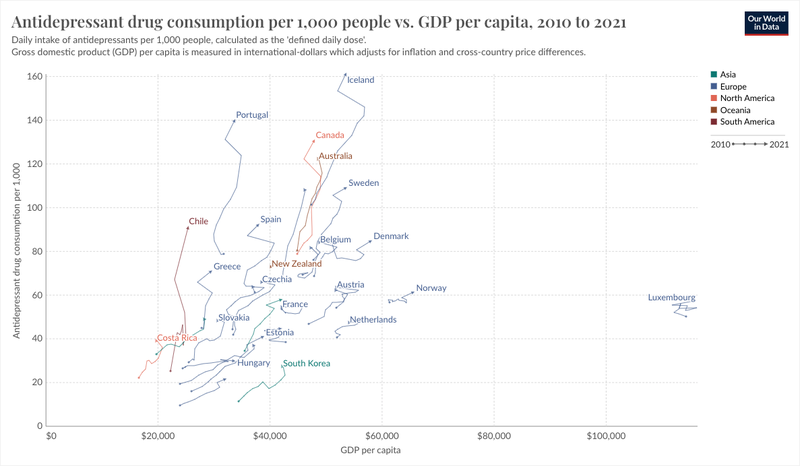 Antidepressant drug consumption per 1,000 people vs. GDP per capita, 2010 to 2021
Daily intake of antidepressants per 1,000 people, calculated as the 'defined daily dose'.
Gross domestic product (GDP) per capita is measured in international-dollars which adjusts for inflation and cross-country price differences.
Our World
in Data
160
140
120
100
80
60
40
20
0
Antidepressant drug consumption per 1,000
Iceland
Portugal
Canada
Australia
Sweden
Chile
Spain
Belgium
Denmark
Greece
New Zealand
Czechia
Austria
Norway
Luxembourg
France
Slovakia
Netherlands
Costa Rica
Estonia
Hungary
South Korea
$0
$20,000
$40,000
$60,000
$80,000
$100,000
GDP per capita
Asia
Europe
North America
Oceania
South America
2010
2021